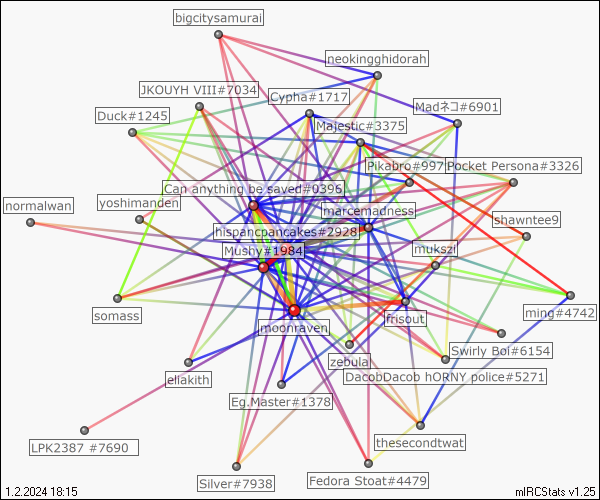 bigcitysamurai
neokingghidorah
JKOUYH VIII#7034
Cypha#1717
Madネコ#6901
Duck#1245
Majestic#3375
Pikabro#997
Pocket Persona#3326
Can anything be saved#0396
normalwan
yoshimanden
marcemadness
shawntee9
hispancpancakes#2928
Mushy#1984
mukszi
somass
moonraven
frisout
ming#4742
zebula
Swirly Boi#6154
eliakith
DacobDacob hORNY police#5271
Eg.Master#1378
LPK2387 #7690
thesecondtwat
Silver#7938
Fedora Stoat#4479
1.2.2024 18:15
mIRCStats v1.25